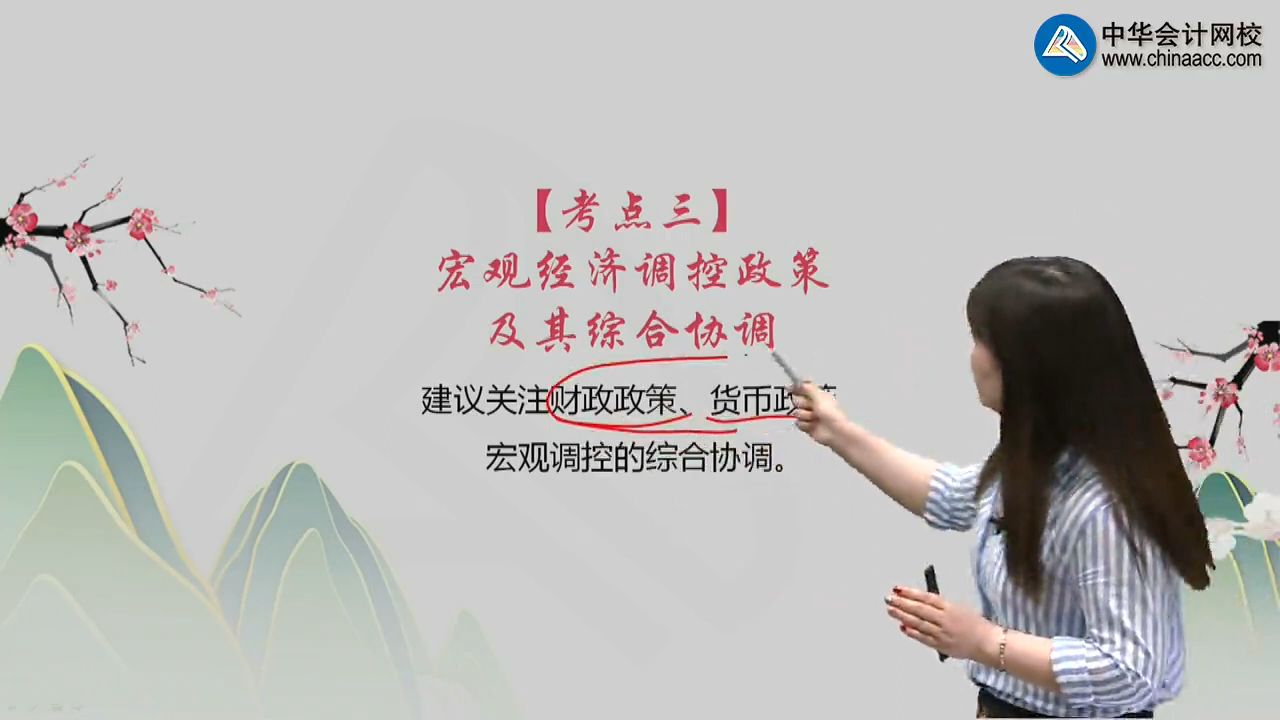 中华会计网校
www.chinaacc.com
【考点三】
宏观经济调控政策
及其综合协调
建议关注财政政策、货币政策
宏观调控的综合协调。